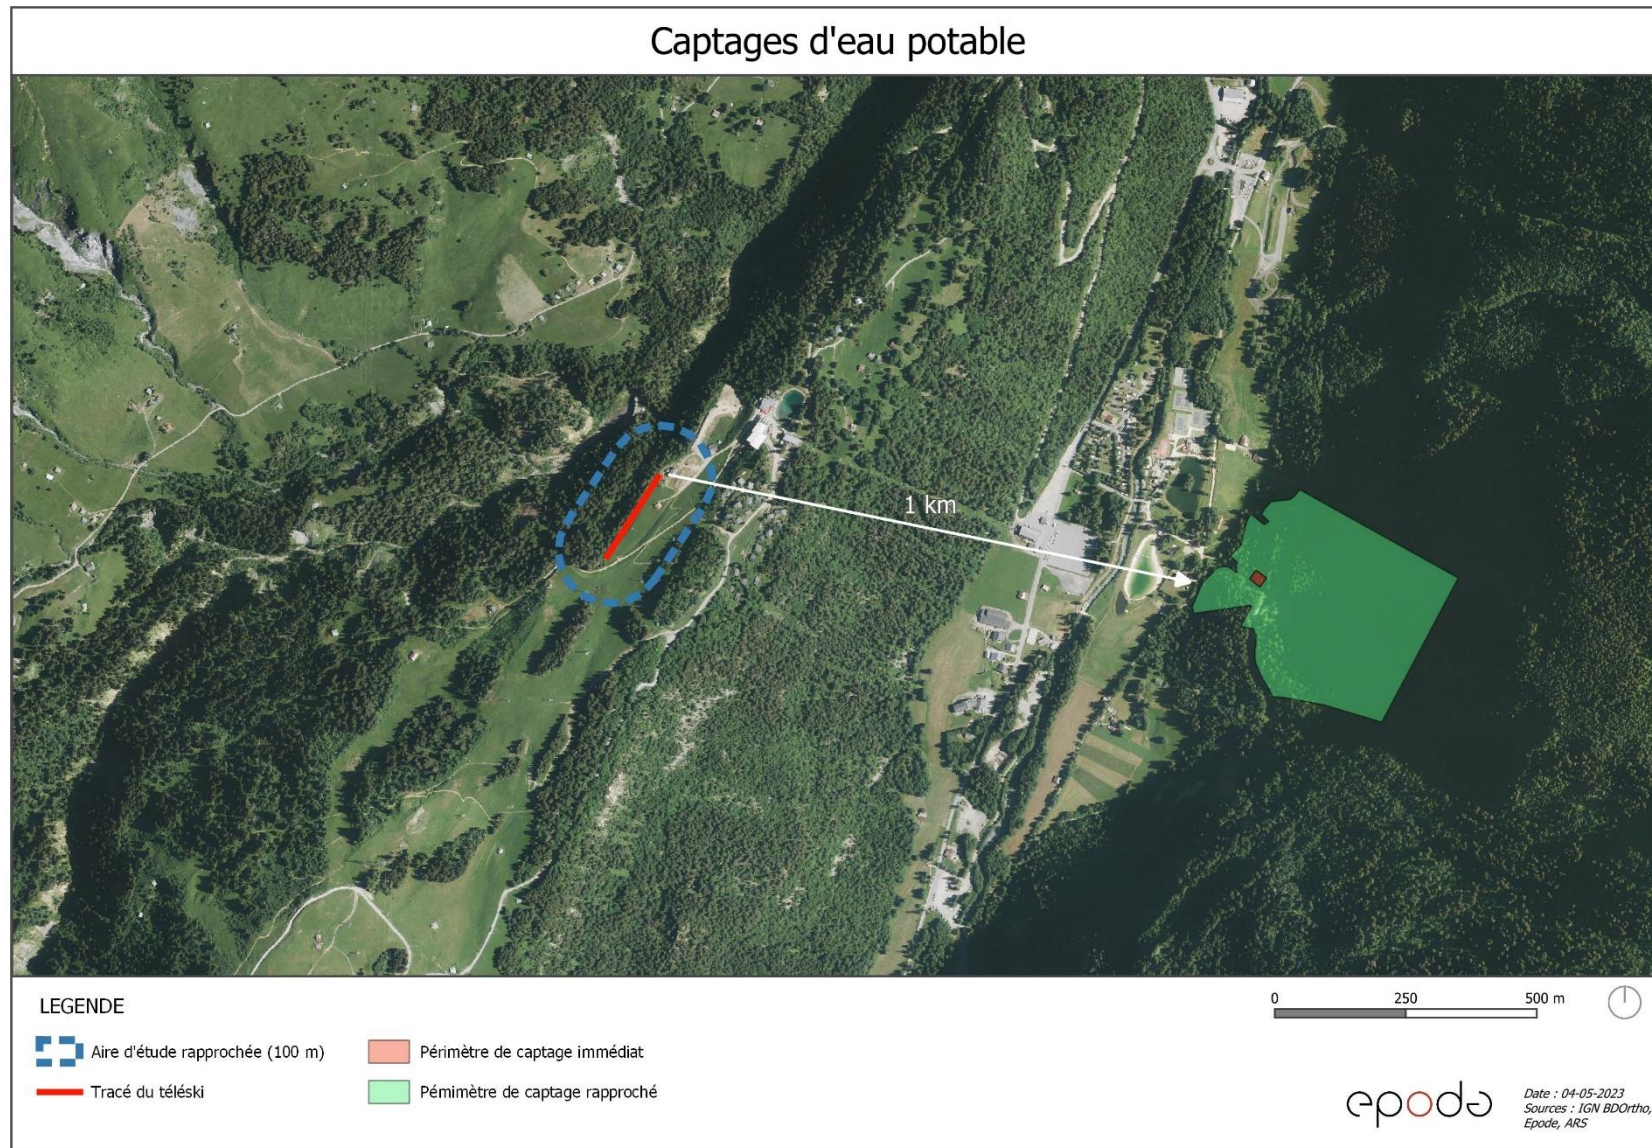 Captages d'eau potable
1 km
LEGENDE
Aire d'étude rapprochée (100 m)
Tracé du téléski
Périmètre de captage immédiat
Pémimètre de captage rapproché
0 250 500 m
epode
Date : 04-05-2023
Sources : IGN BDOrtho,
Epode, ARS